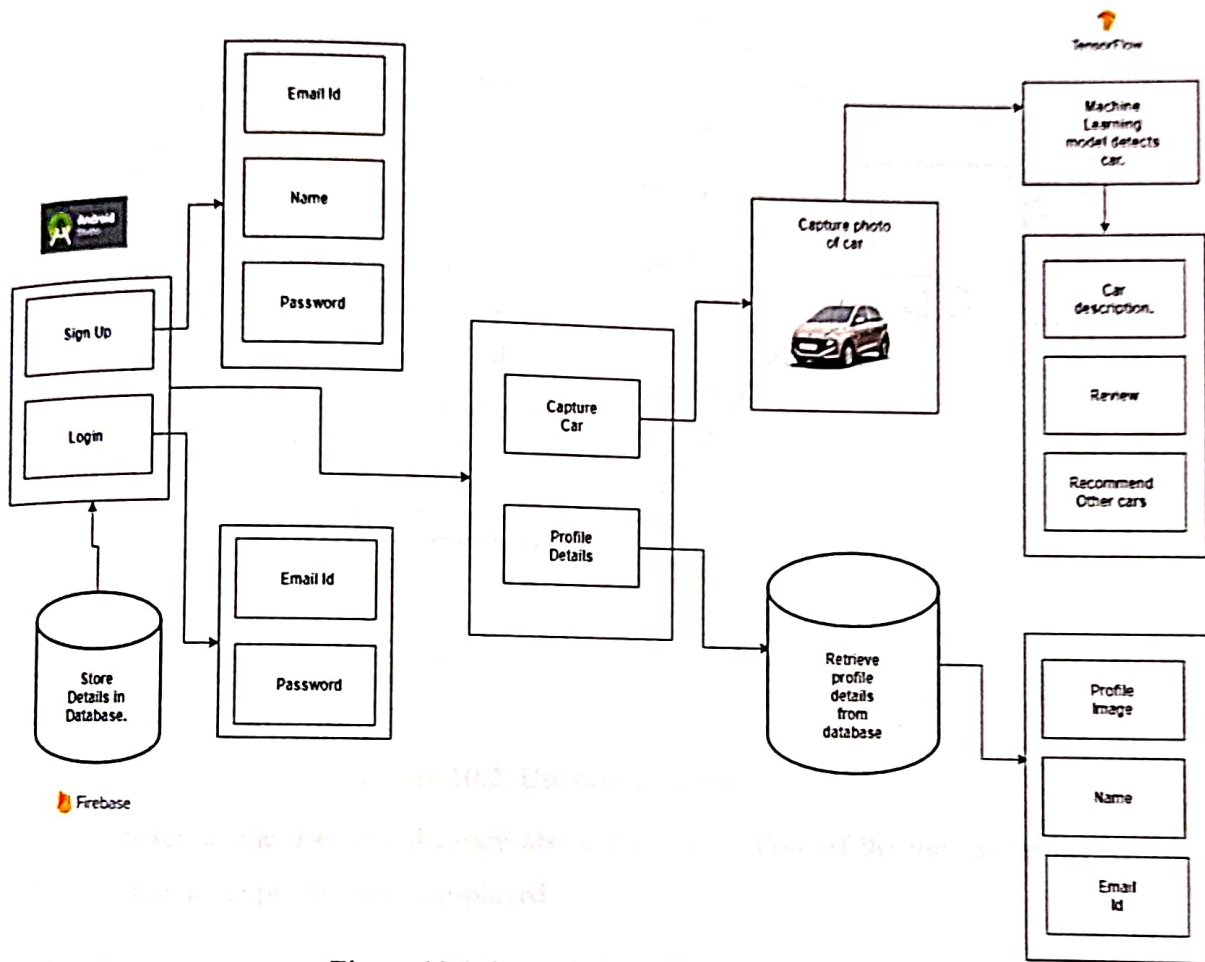 TensorFlow
Email Id
Name
Password
Android
Studio
Sign Up
Login
Store
Details in
Database.
Firebase
Email Id
Password
Capture
Car
Profile
Details
Capture photo
of car
Machine
Learning
model detects
car.
Car
description.
Review
Recommend
Other cars
Retrieve
profile
details
from
database
Profile
Image
Name
Email
Id